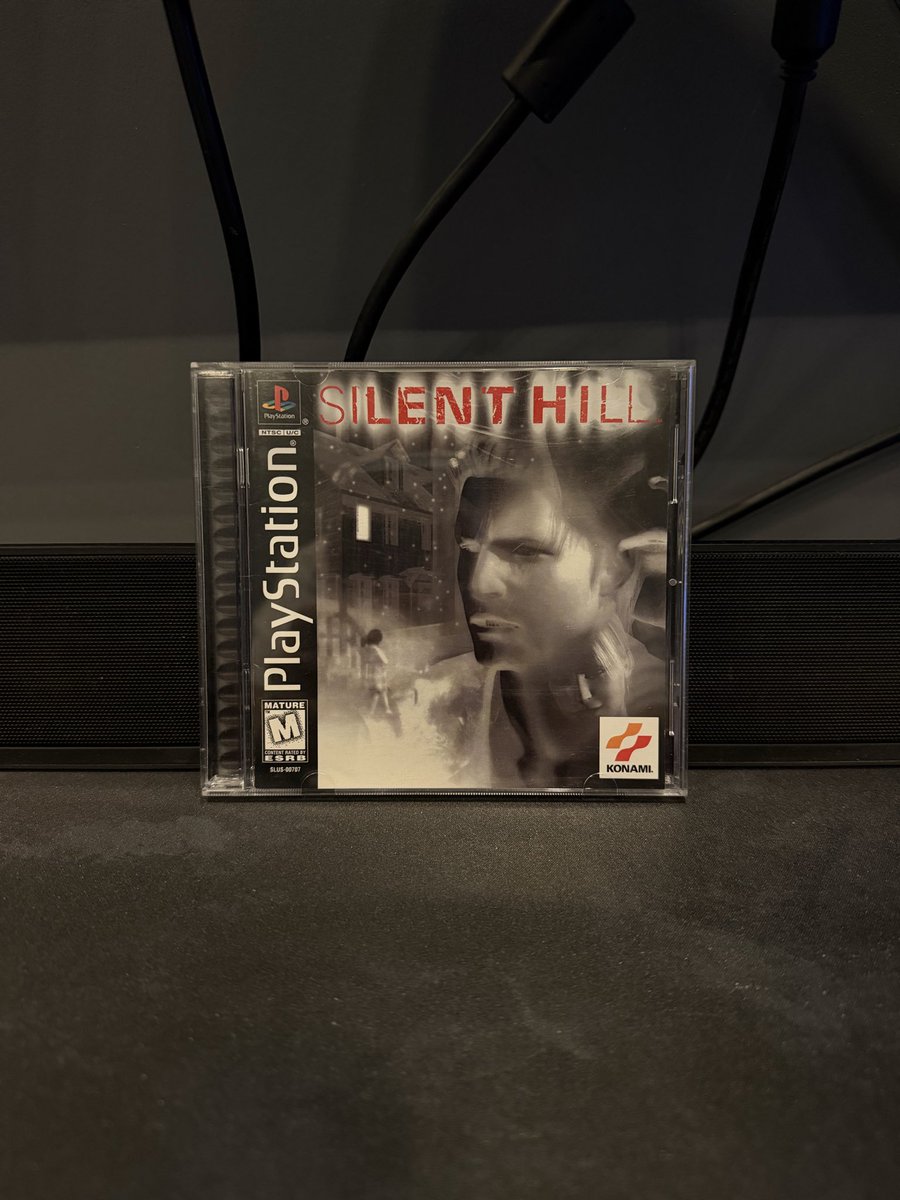 PlayStation
®
NTSC U/C
PlayStation®
SILENT HILL
MATURE
M
CONTENT RATED BY
ESRB
SLUS-00707
KONAMI.